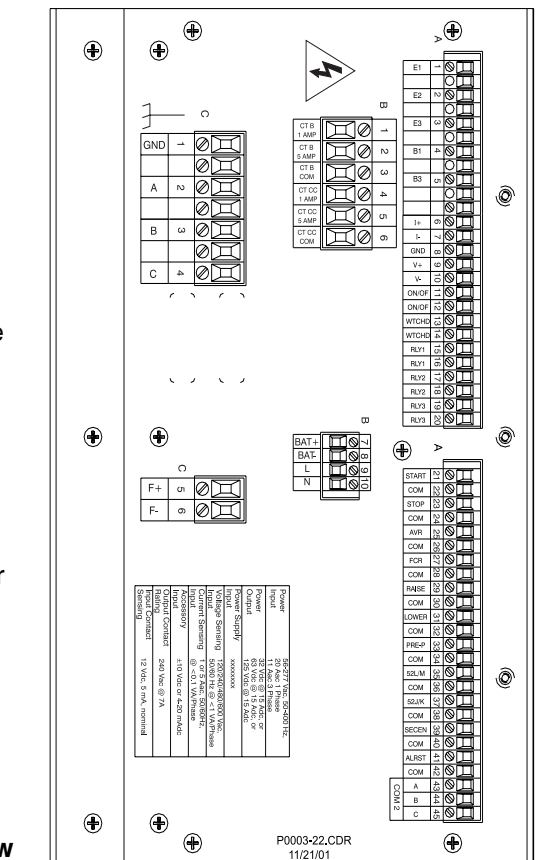 A
E1 1
E2 2
E3 3
B1 4
B3 5
I+ 6
I- 7
GND 8
V+ 9
V- 10
ON/OF 11
ON/OF 12
WTCHD 13
WTCHD 14
RLY1 15
RLY1 16
RLY2 17
RLY2 18
RLY3 19
RLY3 20
C
GND 1
A 2
B 3
C 4
B
CT B 1 AMP 1
CT B 5 AMP 2
CT B COM 3
CT CC 1 AMP 4
CT CC 5 AMP 5
CT CC COM 6
e
B
BAT+ 7
BAT- 8
L 9
N 10
C
F+ 5
F- 6
A
START 21
COM 22
STOP 23
COM 24
AVR 25
COM 26
FCR 27
COM 28
RAISE 29
COM 30
LOWER 31
COM 32
PRE-P 33
COM 34
52L/M 35
COM 36
52J/K 37
COM 38
SECEN 39
COM 40
ALRST 41
COM 42
A 43
B 44
C 45
COM 2
r
Power Input 56-277 Vac, 50-400 Hz,
20 Aac 1 Phase
11 Aac 3 Phase
Power Output 32 Vdc @ 15 Adc, or
63 Vdc @ 15 Adc, or
125 Vdc @ 15 Adc
Power Supply Input xxxxxxxx
Voltage Sensing Input 120/240/480/600 Vac,
50/60 Hz @ <1 VA/Phase
Current Sensing Input 1 or 5 Aac, 50/60Hz,
@ <0.1 VA/Phase
Accessory Input ±10 Vdc or 4-20 mAdc
Output Contact Rating 240 Vac @ 7A
Input Contact Sensing 12 Vdc, 5 mA, nominal
w
P0003-22.CDR
11/21/01